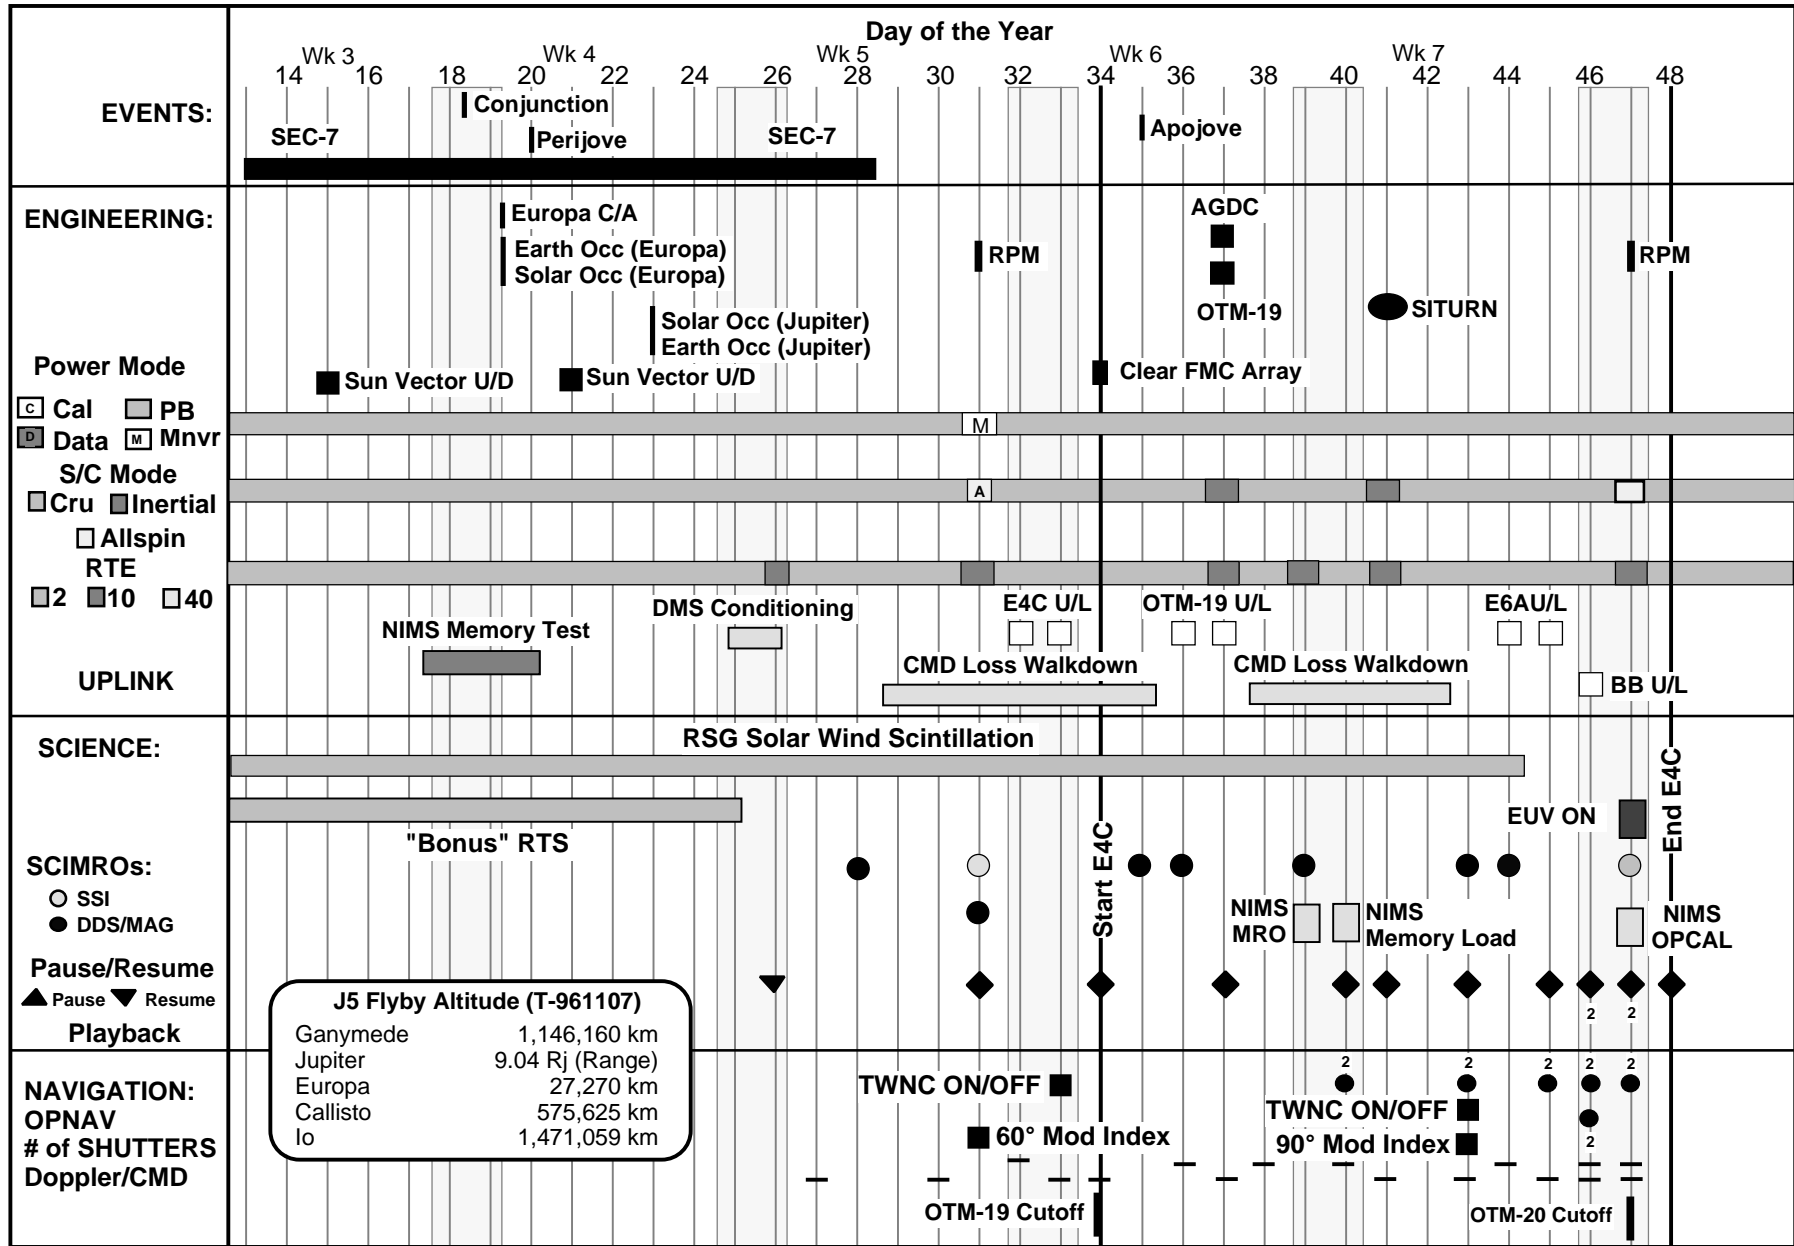 Day of the Year
Wk 3 Wk 4 Wk 5 Wk 6 Wk 7
14 16 18 20 22 24 26 28 30 32 34 36 38 40 42 44 46 48
EVENTS:
Conjunction
SEC-7 Perijove SEC-7 Apojove
ENGINEERING:
Europa C/A
Earth Occ (Europa)
Solar Occ (Europa)
RPM
AGDC
OTM-19
RPM
SITURN
Solar Occ (Jupiter)
Earth Occ (Jupiter)
Sun Vector U/D
Sun Vector U/D
Clear FMC Array
Power Mode
C Cal PB
D Data M Mnvr
M
S/C Mode
Cru Inertial
Allspin
A
RTE
2 10 40
NIMS Memory Test
DMS Conditioning
E4C U/L
OTM-19 U/L
E6AU/L
UPLINK
CMD Loss Walkdown
CMD Loss Walkdown
BB U/L
SCIENCE:
RSG Solar Wind Scintillation
"Bonus" RTS
EUV ON
Start E4C
End E4C
SCIMROs:
SSI
DDS/MAG
NIMS
MRO
NIMS
Memory Load
NIMS
OPCAL
Pause/Resume
Pause Resume
Playback
2 2
J5 Flyby Altitude (T-961107)
Ganymede 1,146,160 km
Jupiter 9.04 Rj (Range)
Europa 27,270 km
Callisto 575,625 km
Io 1,471,059 km
NAVIGATION:
OPNAV
# of SHUTTERS
Doppler/CMD
2 2 2 2 2
TWNC ON/OFF
TWNC ON/OFF
2
60° Mod Index
90° Mod Index
OTM-19 Cutoff
OTM-20 Cutoff